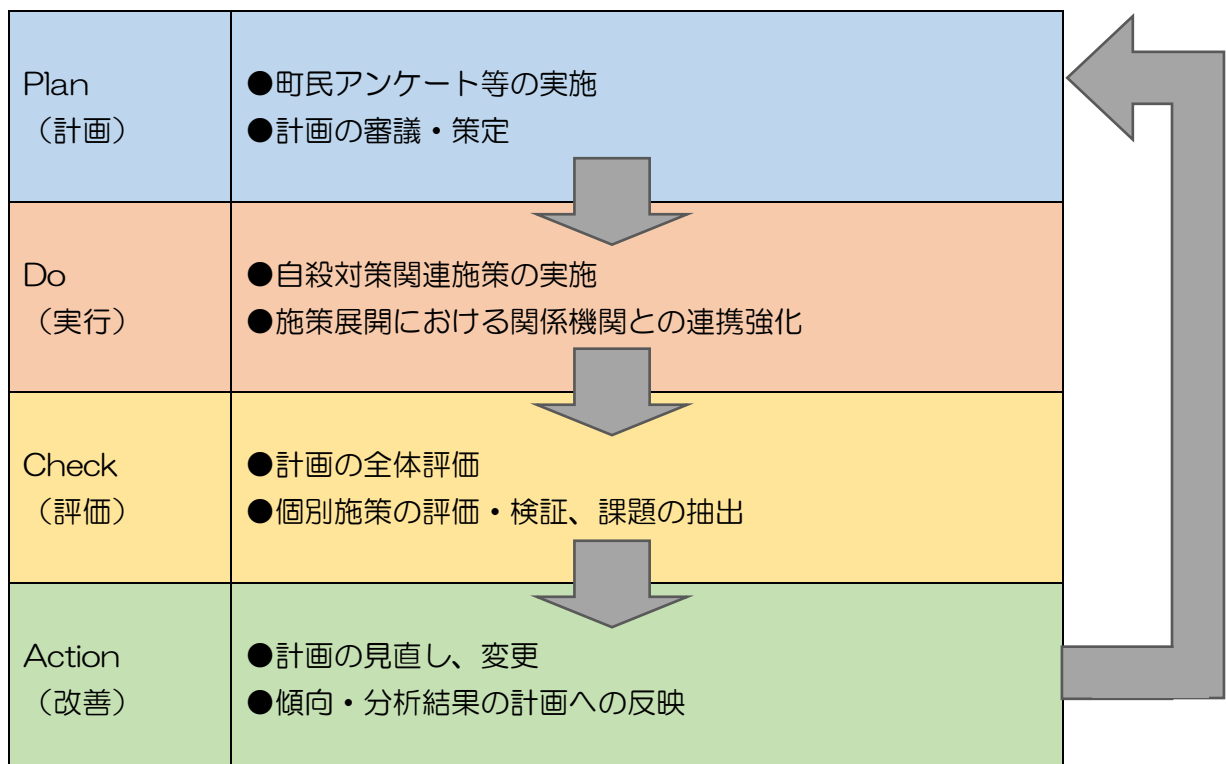 Plan
（計画）
●町民アンケート等の実施
●計画の審議・策定
Do
（実行）
●自殺対策関連施策の実施
●施策展開における関係機関との連携強化
Check
（評価）
●計画の全体評価
●個別施策の評価・検証、課題の抽出
Action
（改善）
●計画の見直し、変更
●傾向・分析結果の計画への反映